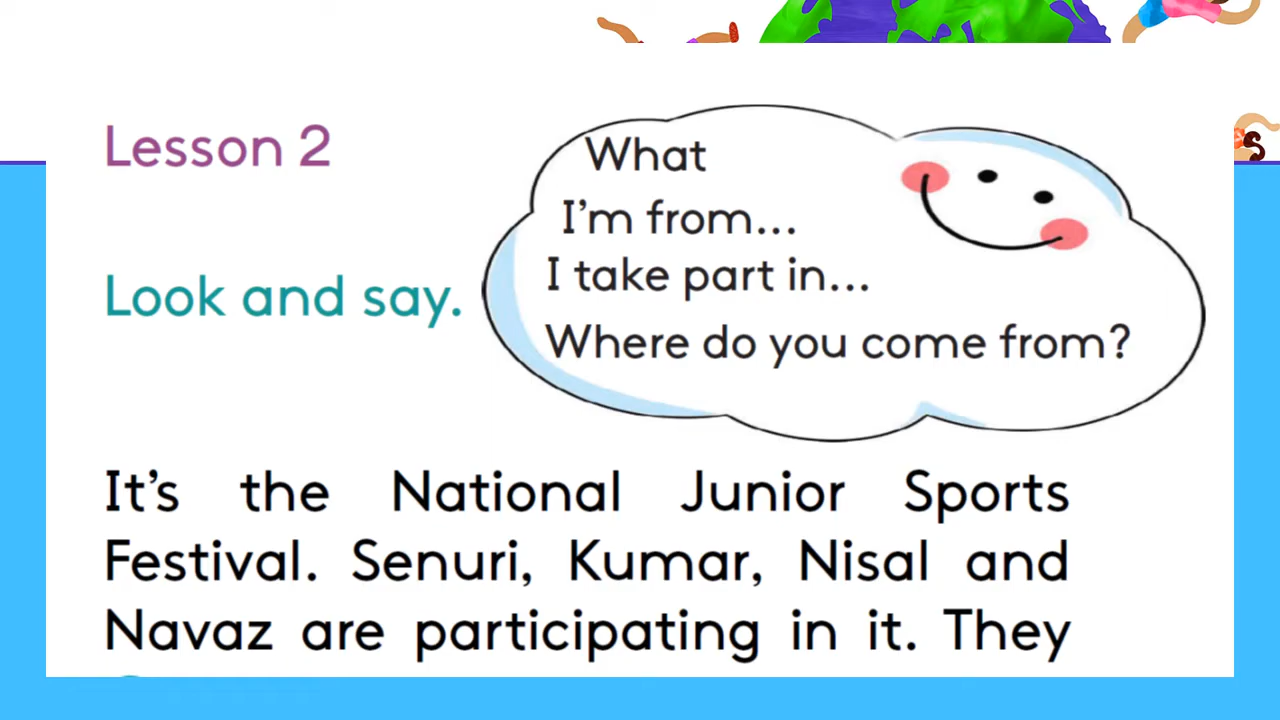 Lesson 2
What
I'm from...
I take part in...
Look and say.
Where do you come from?
It's the National Junior Sports
Festival. Senuri, Kumar, Nisal and
Navaz are participating in it. They